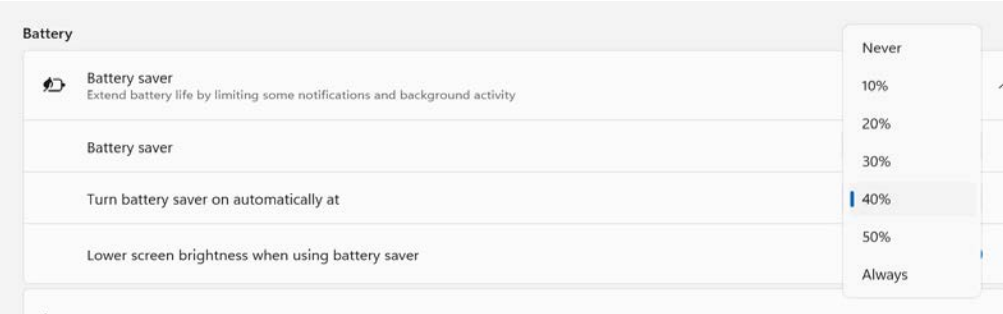 Battery
Battery saver
Extend battery life by limiting some notifications and background activity
Battery saver
Turn battery saver on automatically at
Lower screen brightness when using battery saver
Never
10%
20%
30%
40%
50%
Always